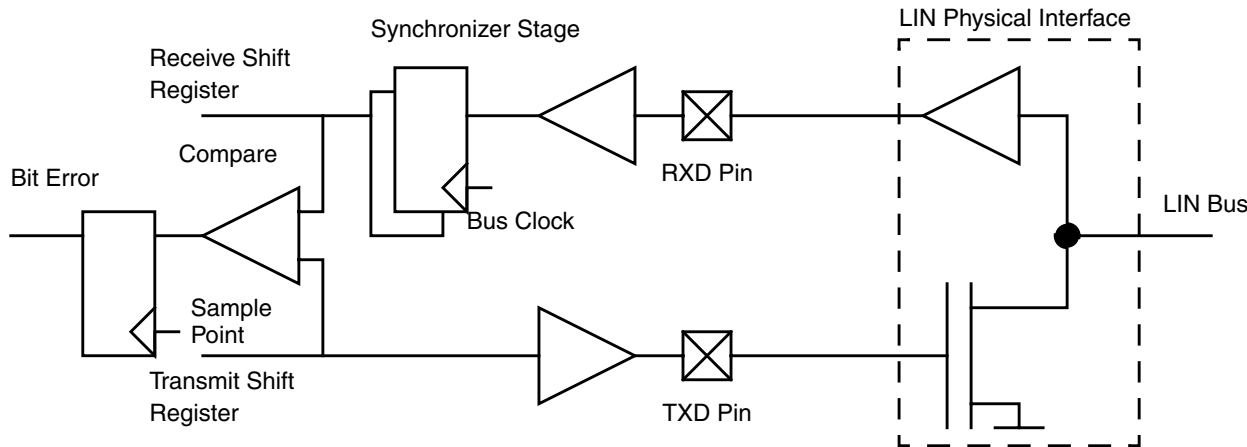 LIN Physical Interface
Synchronizer Stage
Receive Shift
Register
Compare
RXD Pin
Bit Error
Bus Clock
LIN Bus
Sample
Point
Transmit Shift
Register
TXD Pin